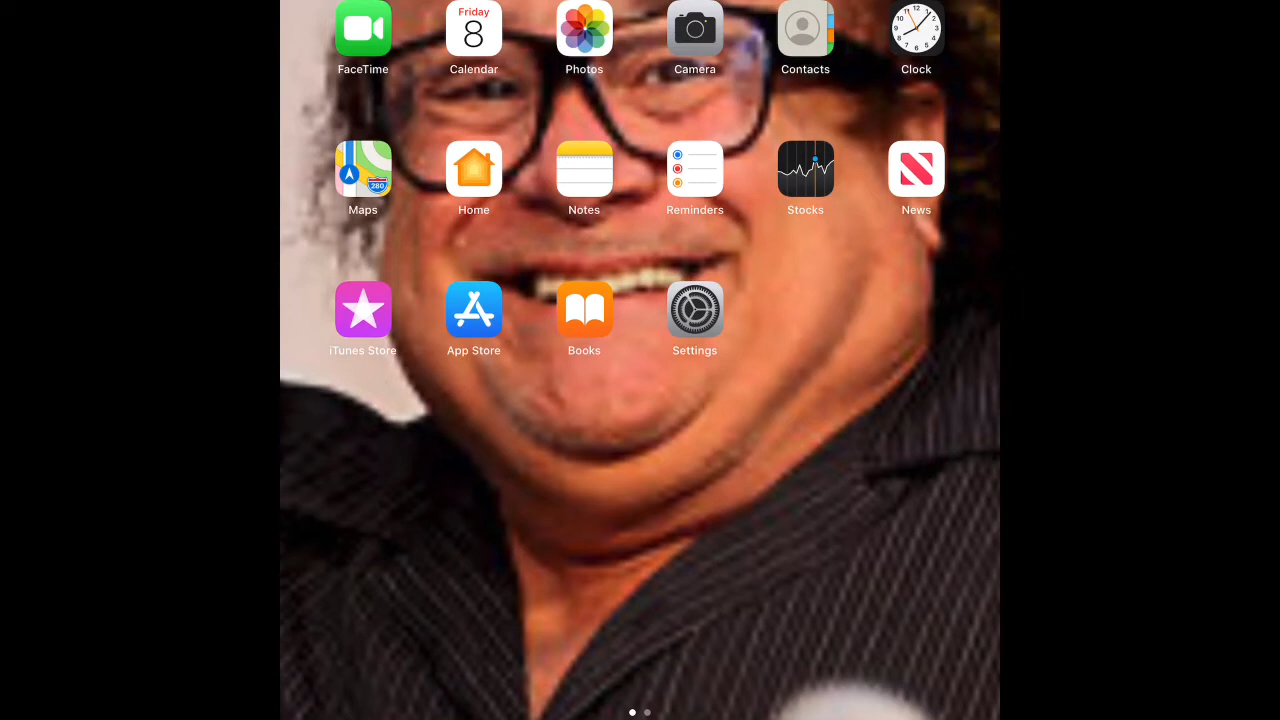 Friday
8
FaceTime Calendar Photos Camera Contacts Clock
280
Maps Home Notes Reminders Stocks News
iTunes Store App Store Books Settings